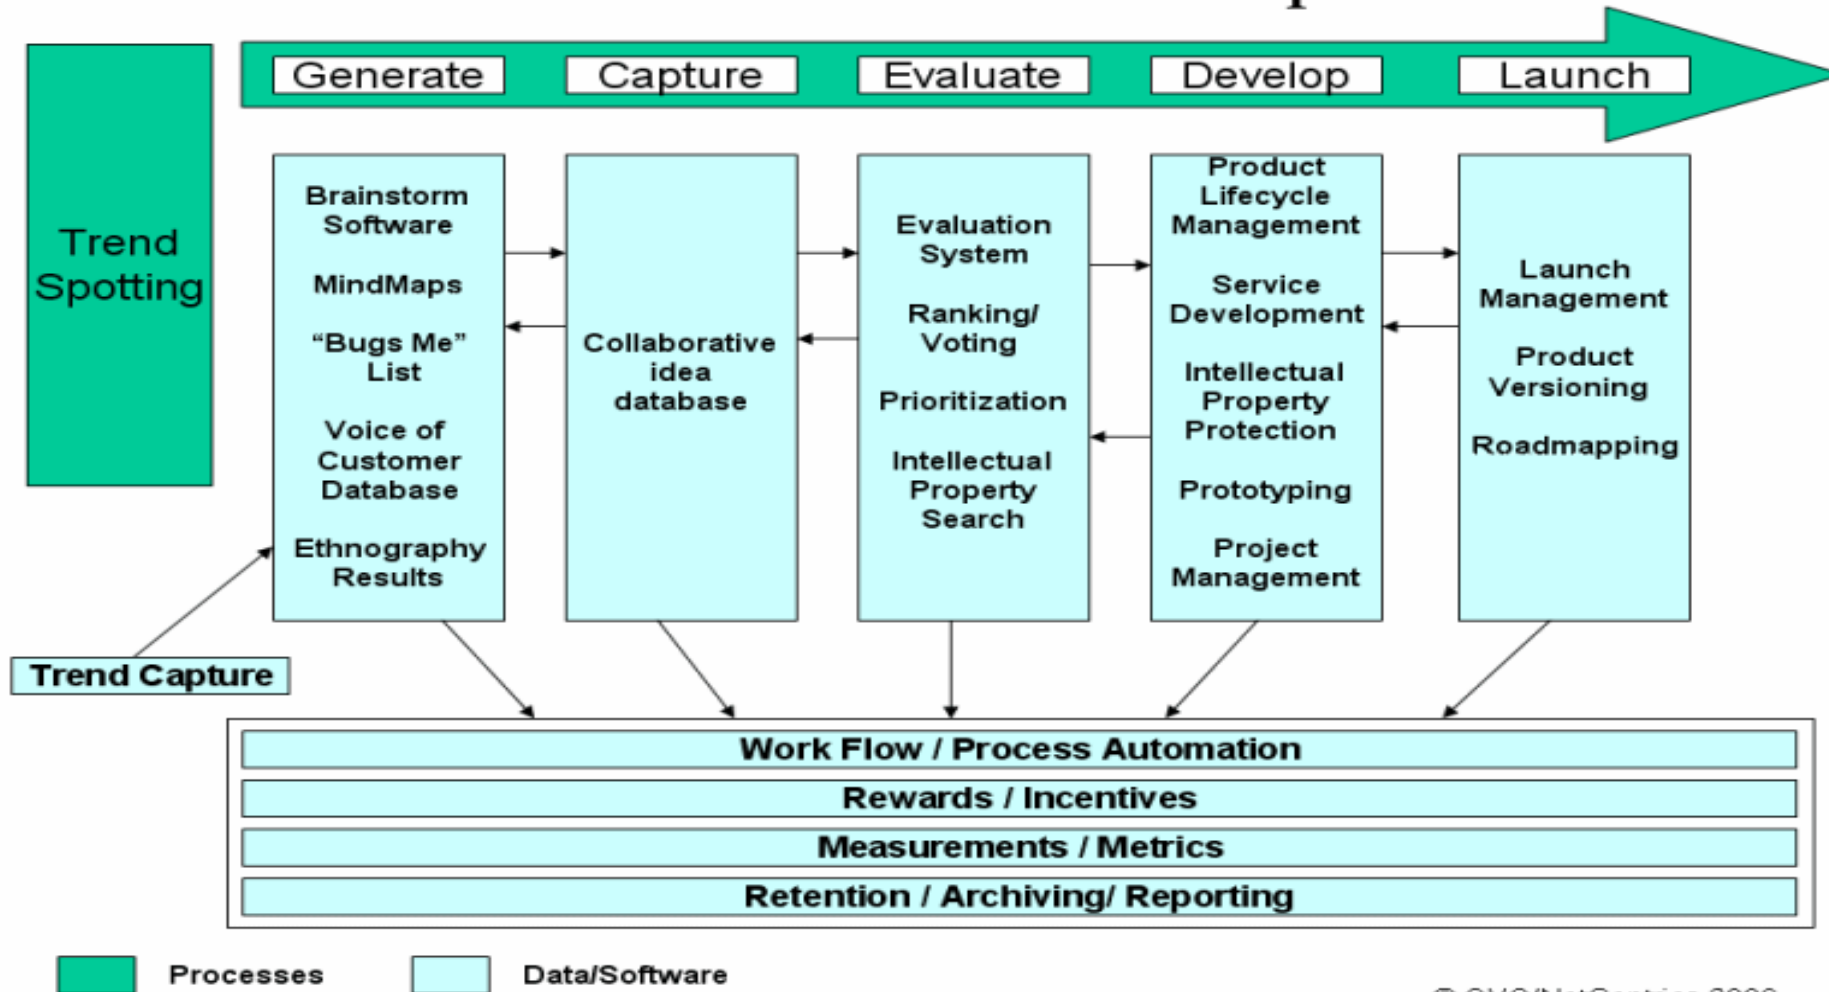 Generate
Capture
Evaluate
Develop
Launch
Trend
Spotting
Brainstorm
Software
MindMaps
“Bugs Me”
List
Voice of
Customer
Database
Ethnography
Results
Collaborative
idea
database
Evaluation
System
Ranking/
Voting
Prioritization
Intellectual
Property
Search
Product
Lifecycle
Management
Service
Development
Intellectual
Property
Protection
Prototyping
Project
Management
Launch
Management
Product
Versioning
Roadmapping
Trend Capture
Work Flow / Process Automation
Rewards / Incentives
Measurements / Metrics
Retention / Archiving/ Reporting
Processes
Data/Software